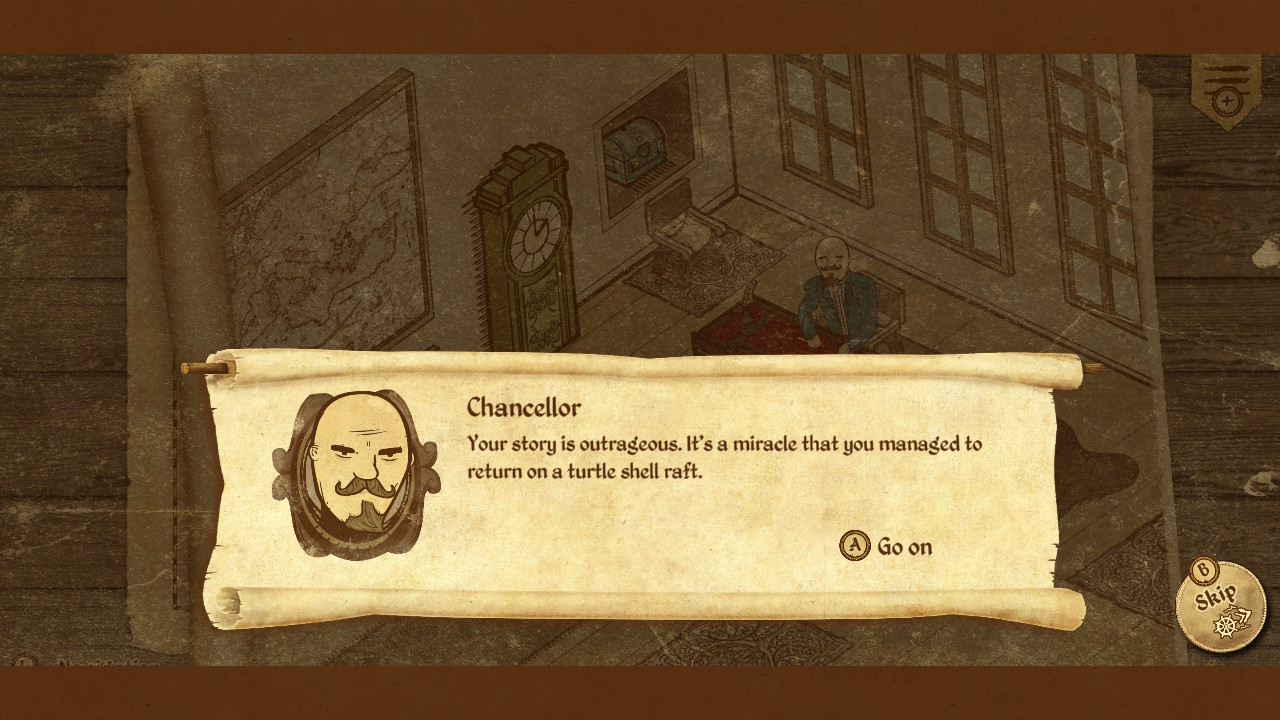 Chancellor
Your story is outrageous. It's a miracle that you managed to
return on a turtle shell raft.
A Go on
B
Skip